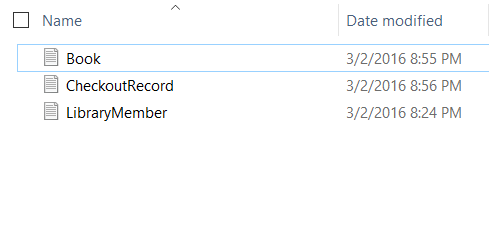 Name Date modified
Book 3/2/2016 8:55 PM
CheckoutRecord 3/2/2016 8:56 PM
LibraryMember 3/2/2016 8:24 PM